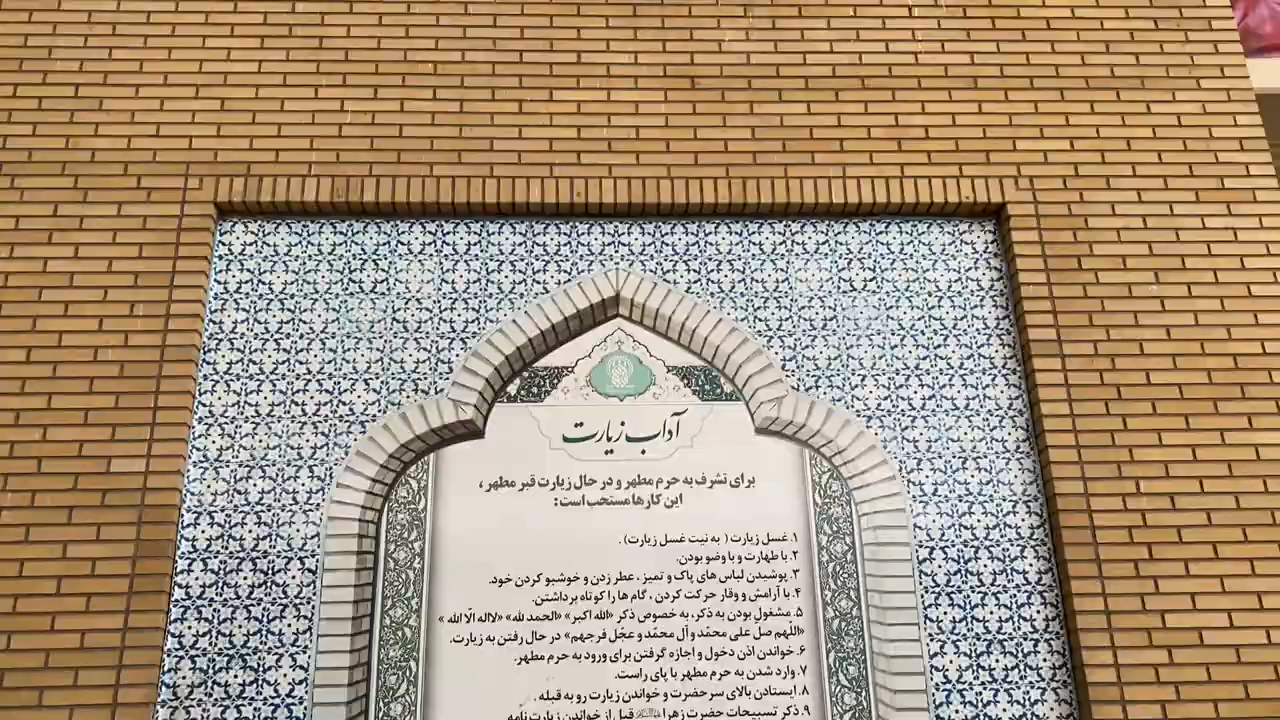 آداب زیارت
برای تشرف به حرم مطهر و در حال زیارت قبر مطهر،
این کارها مستحب است:
۱. غسل زیارت ( به نیت غسل زیارت) .
۲. با طهارت و با وضو بودن.
۳. پوشیدن لباس های پاک و تمیز ، عطر زدن و خوشبو کردن خود.
۴. با آرامش و وقار حرکت کردن ، گام ها را کوتاه برداشتن.
۵. مشغول بودن به ذکر، به خصوص ذکر «الله اکبر» «الحمد لله» «لااله الّا الله »
«اللّهم صل علی محمّد و آل محمّد و عجّل فرجهم» در حال رفتن به زیارت.
۶. خواندن اذن دخول و اجازه گرفتن برای ورود به حرم مطهر.
۷. وارد شدن به حرم مطهر با پای راست.
۸. ایستادن بالای سر حضرت و خواندن زیارت رو به قبله .
۹. ذکر تسبیحات حضرت زهرا قبل از خواندن زیارت نامه